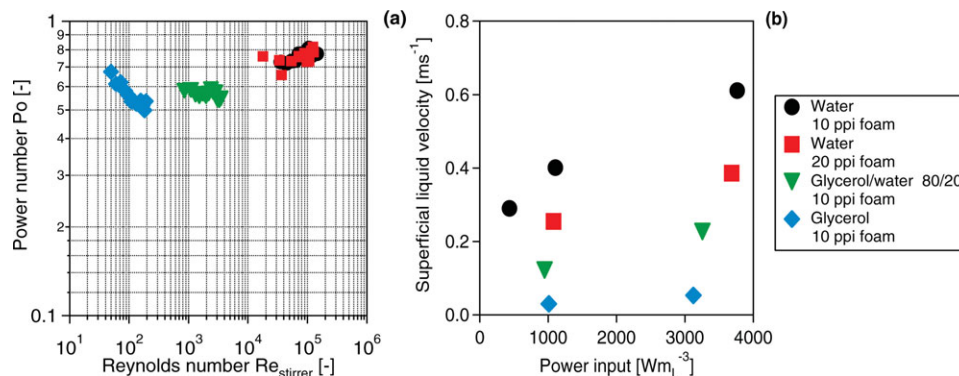 (a)
Power number Po [-]
1
9
8
7
6
5
4
3
2
0.1
10^1 10^2 10^3 10^4 10^5 10^6
Reynolds number Re_stirrer [-]
(b)
Superficial liquid velocity [ms^-1]
0.8
0.6
0.4
0.2
0.0
0 1000 2000 3000 4000
Power input [Wm_L^-3]
Water
10 ppi foam
Water
20 ppi foam
Glycerol/water 80/20
10 ppi foam
Glycerol
10 ppi foam